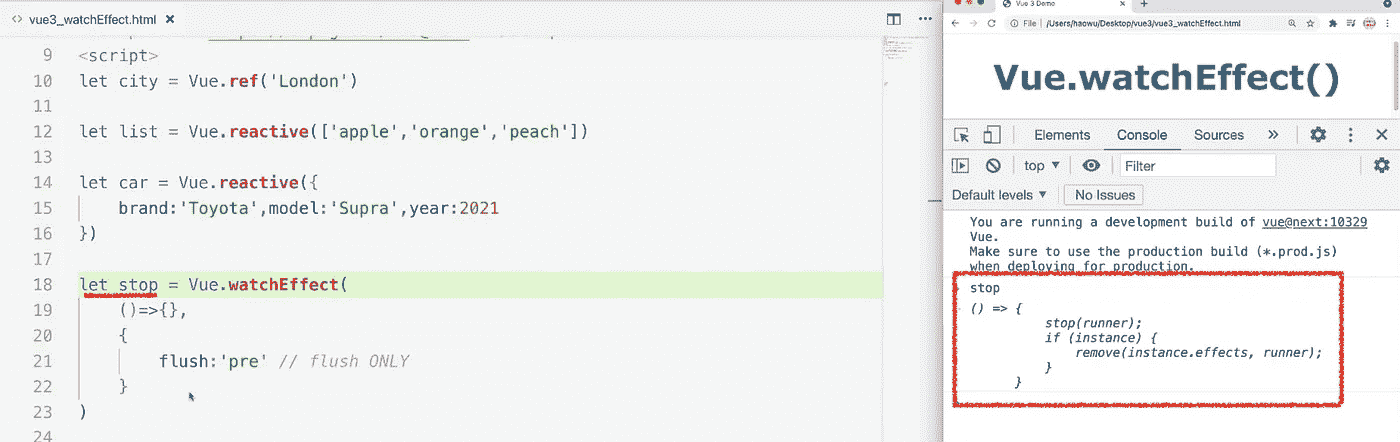 vue3_watchEffect.html
9 <script>
10 let city = Vue.ref('London')
11
12 let list = Vue.reactive(['apple','orange','peach'])
13
14 let car = Vue.reactive({
15 brand:'Toyota',model:'Supra',year:2021
16 })
17
18 let stop = Vue.watchEffect(
19 ()=>{},
20 {
21 flush:'pre' // flush ONLY
22 }
23 )
24
Vue 3 Demo
File /Users/haowu/Desktop/vue3/vue3_watchEffect.html
Vue.watchEffect()
Elements Console Sources
top Filter
Default levels No Issues
You are running a development build of vue@next:10329
Vue.
Make sure to use the production build (*.prod.js)
when deploying for production.
stop
() => {
stop(runner);
if (instance) {
remove(instance.effects, runner);
}
}